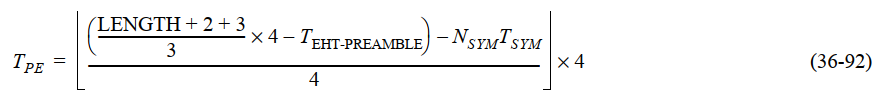 T_PE = ⌊(((LENGTH + 2 + 3)/3 × 4 – T_EHT-PREAMBLE) – N_SYM T_SYM)/4⌋ × 4 (36-92)